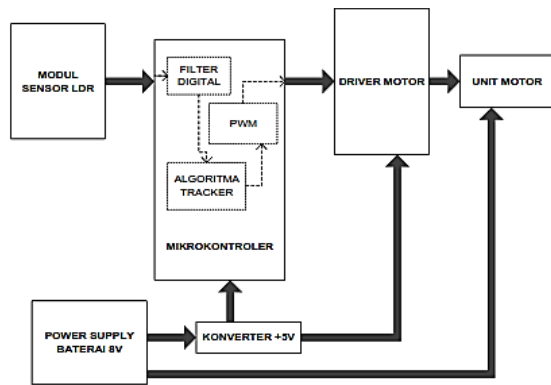 MODUL
SENSOR LDR
FILTER
DIGITAL
PWM
ALGORITMA
TRACKER
MIKROKONTROLER
DRIVER MOTOR
UNIT MOTOR
POWER SUPPLY
BATERAI 8V
KONVERTER +5V